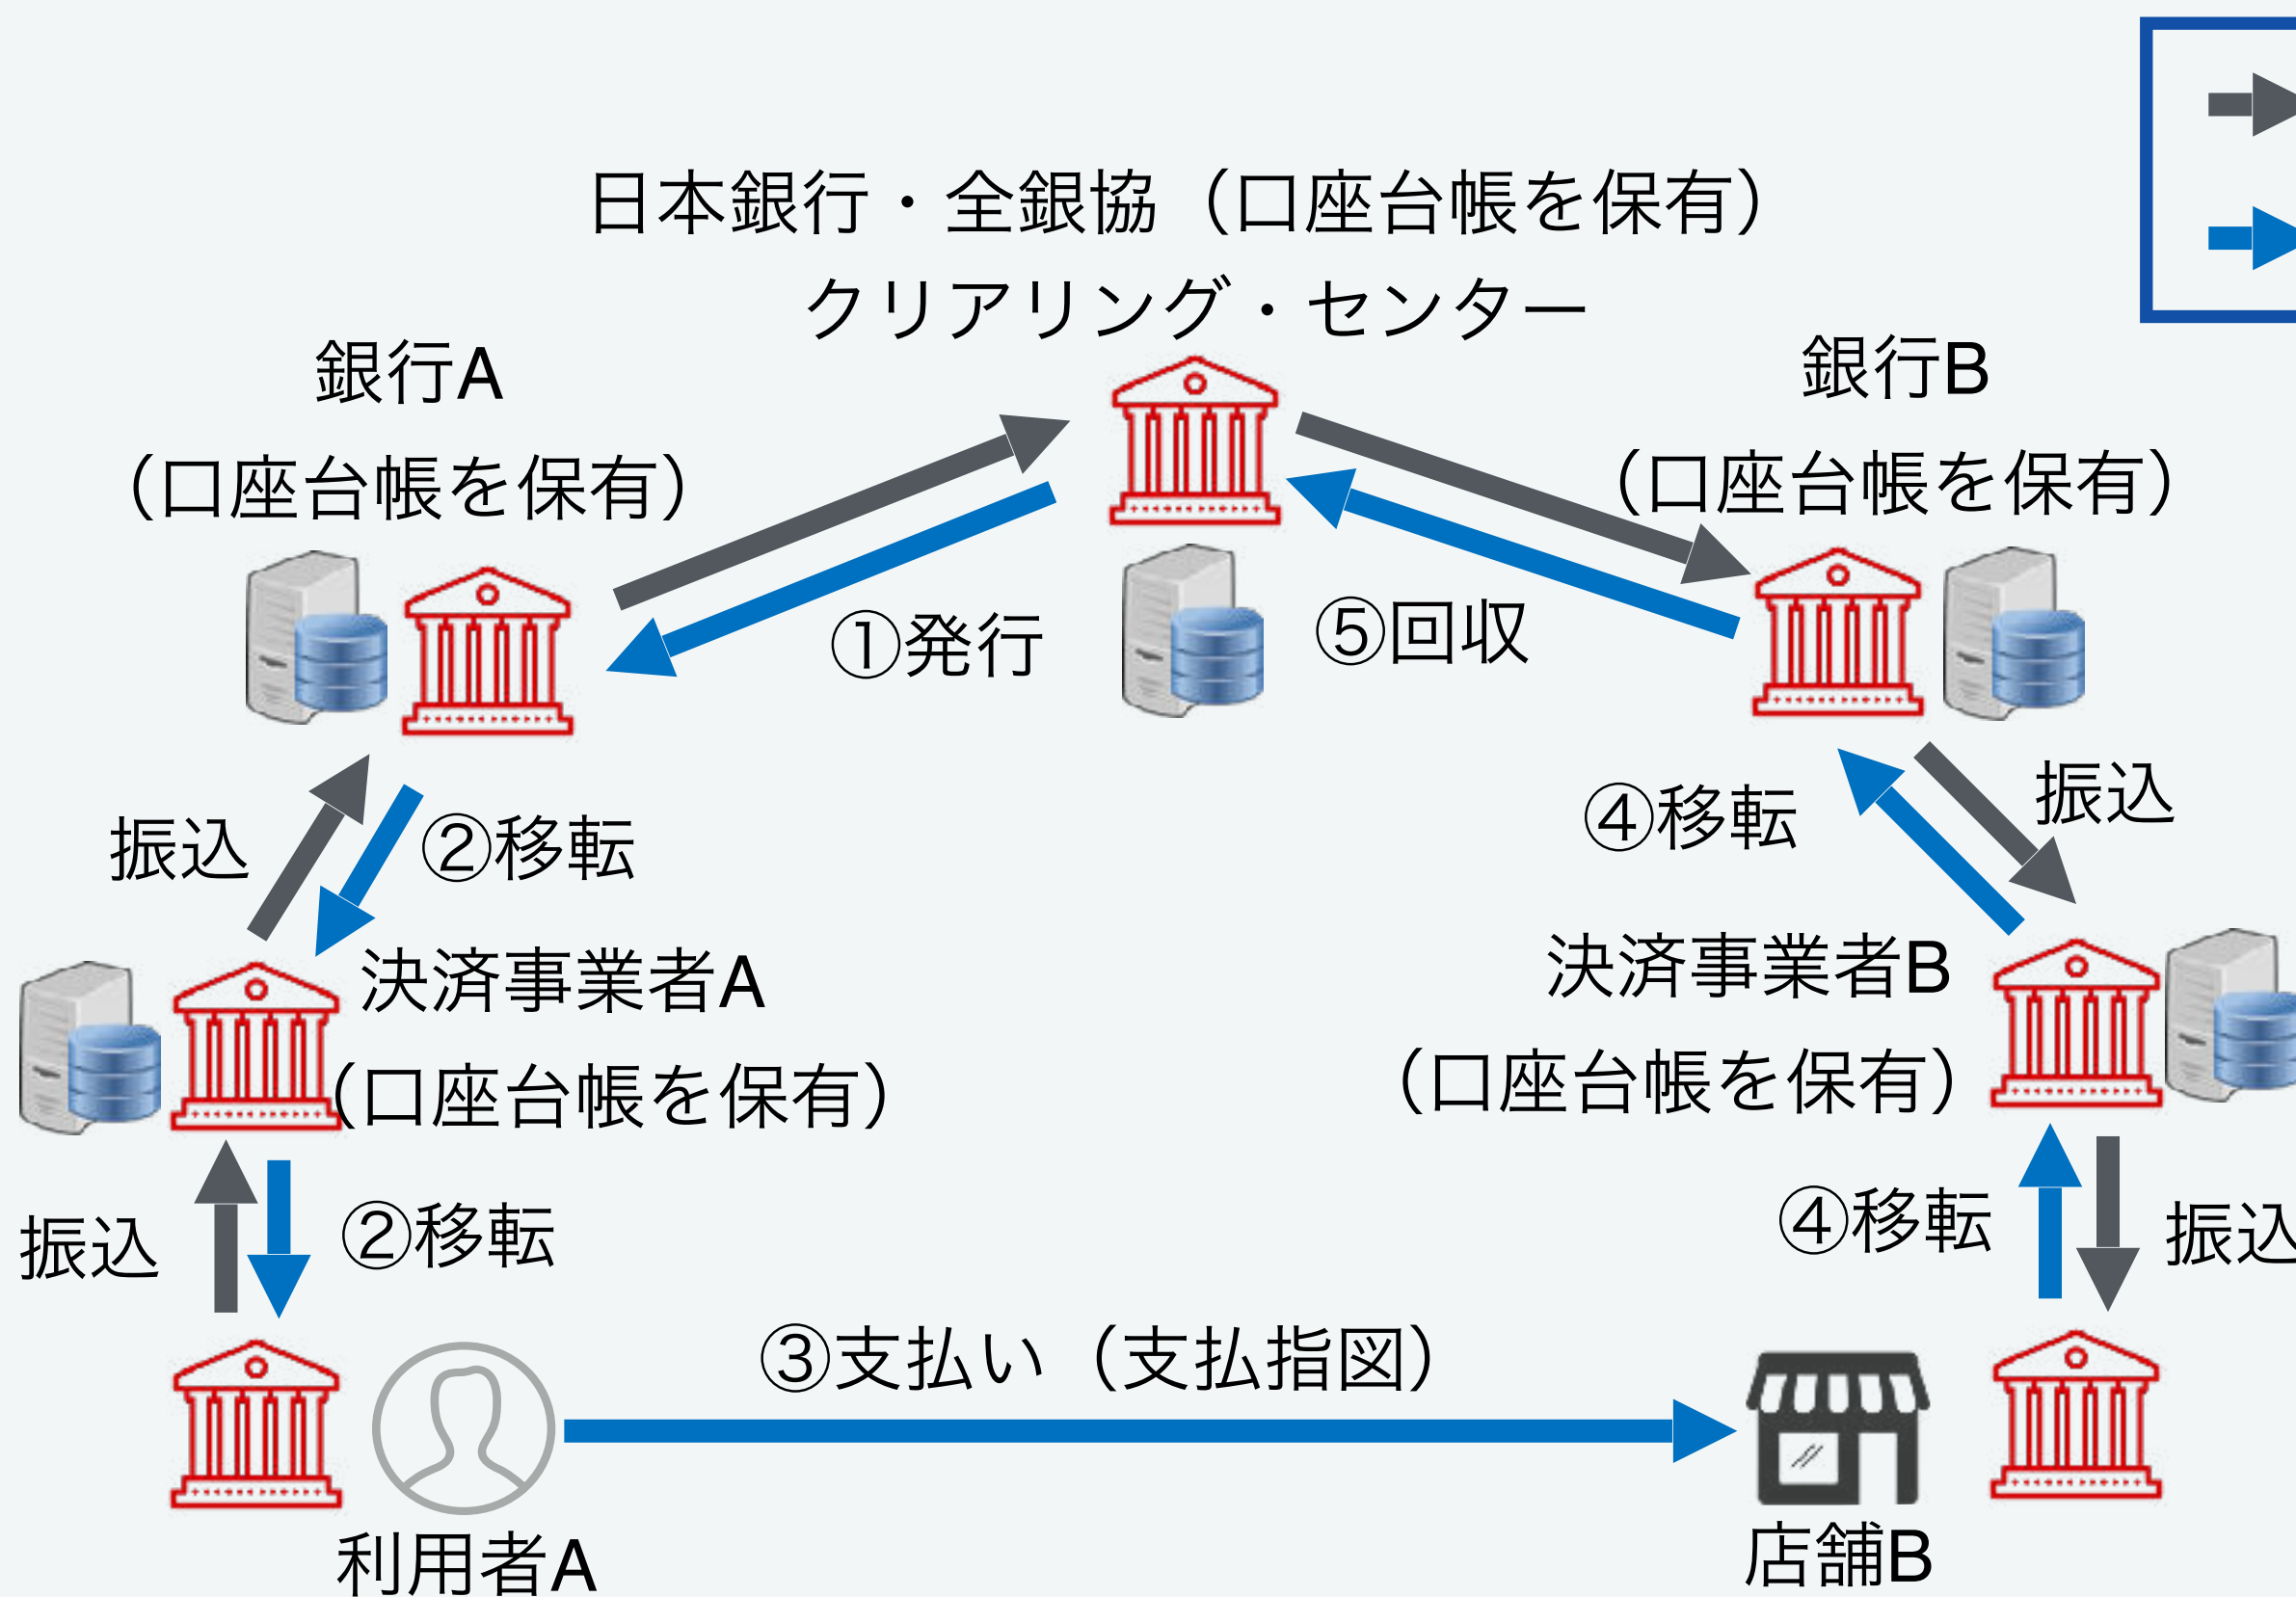 日本銀行・全銀協（口座台帳を保有）
クリアリング・センター
銀行A
（口座台帳を保有）
銀行B
（口座台帳を保有）
①発行
⑤回収
振込
②移転
④移転
振込
決済事業者A
（口座台帳を保有）
決済事業者B
（口座台帳を保有）
振込
②移転
④移転
振込
③支払い（支払指図）
利用者A
店舗B